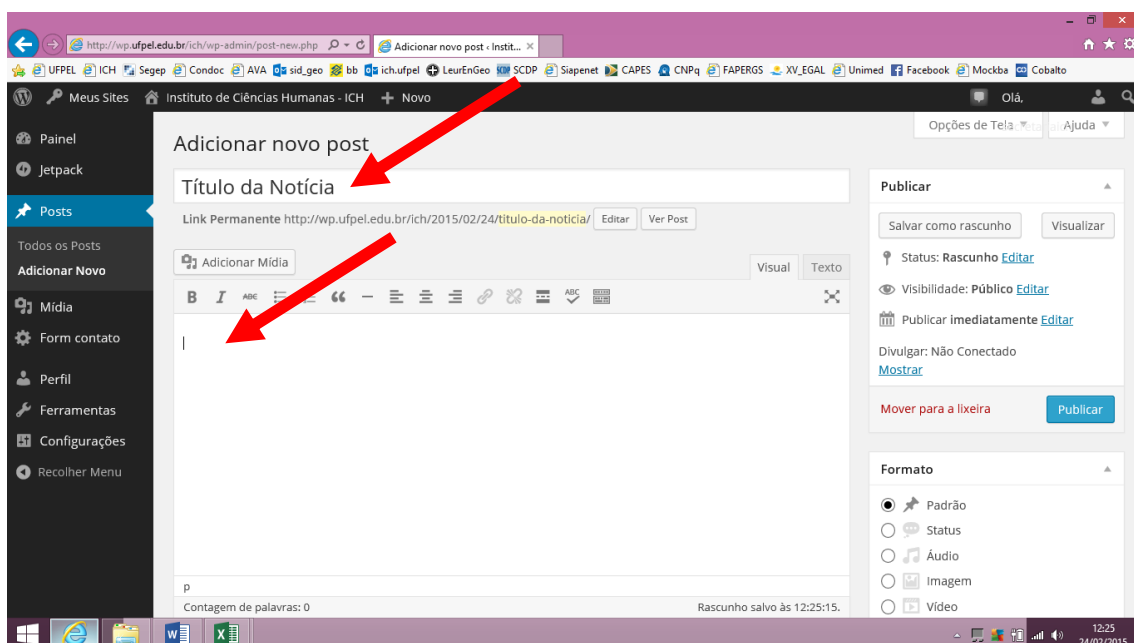 http://wp.ufpel.edu.br/ich/wp-admin/post-new.php
Adicionar novo post ‹ Instit...
UFPEL ICH Segep Condoc AVA sid_geo bb ich.ufpel LeurEnGeo SCDP Siapenet CAPES CNPq FAPERGS XV_EGAL Unimed Facebook Mockba Cobalto
Meus Sites Instituto de Ciências Humanas - ICH + Novo Olá,
Opções de Tela Ajuda
Painel
Jetpack
Posts
Todos os Posts
Adicionar Novo
Mídia
Form contato
Perfil
Ferramentas
Configurações
Recolher Menu
Adicionar novo post
Título da Notícia
Link Permanente http://wp.ufpel.edu.br/ich/2015/02/24/titulo-da-noticia/ Editar Ver Post
Adicionar Mídia
Visual Texto
B I ABC ABC
p
Contagem de palavras: 0 Rascunho salvo às 12:25:15.
Publicar
Salvar como rascunho Visualizar
Status: Rascunho Editar
Visibilidade: Público Editar
Publicar imediatamente Editar
Divulgar: Não Conectado
Mostrar
Mover para a lixeira Publicar
Formato
Padrão
Status
Áudio
Imagem
Vídeo
12:25
24/02/2015